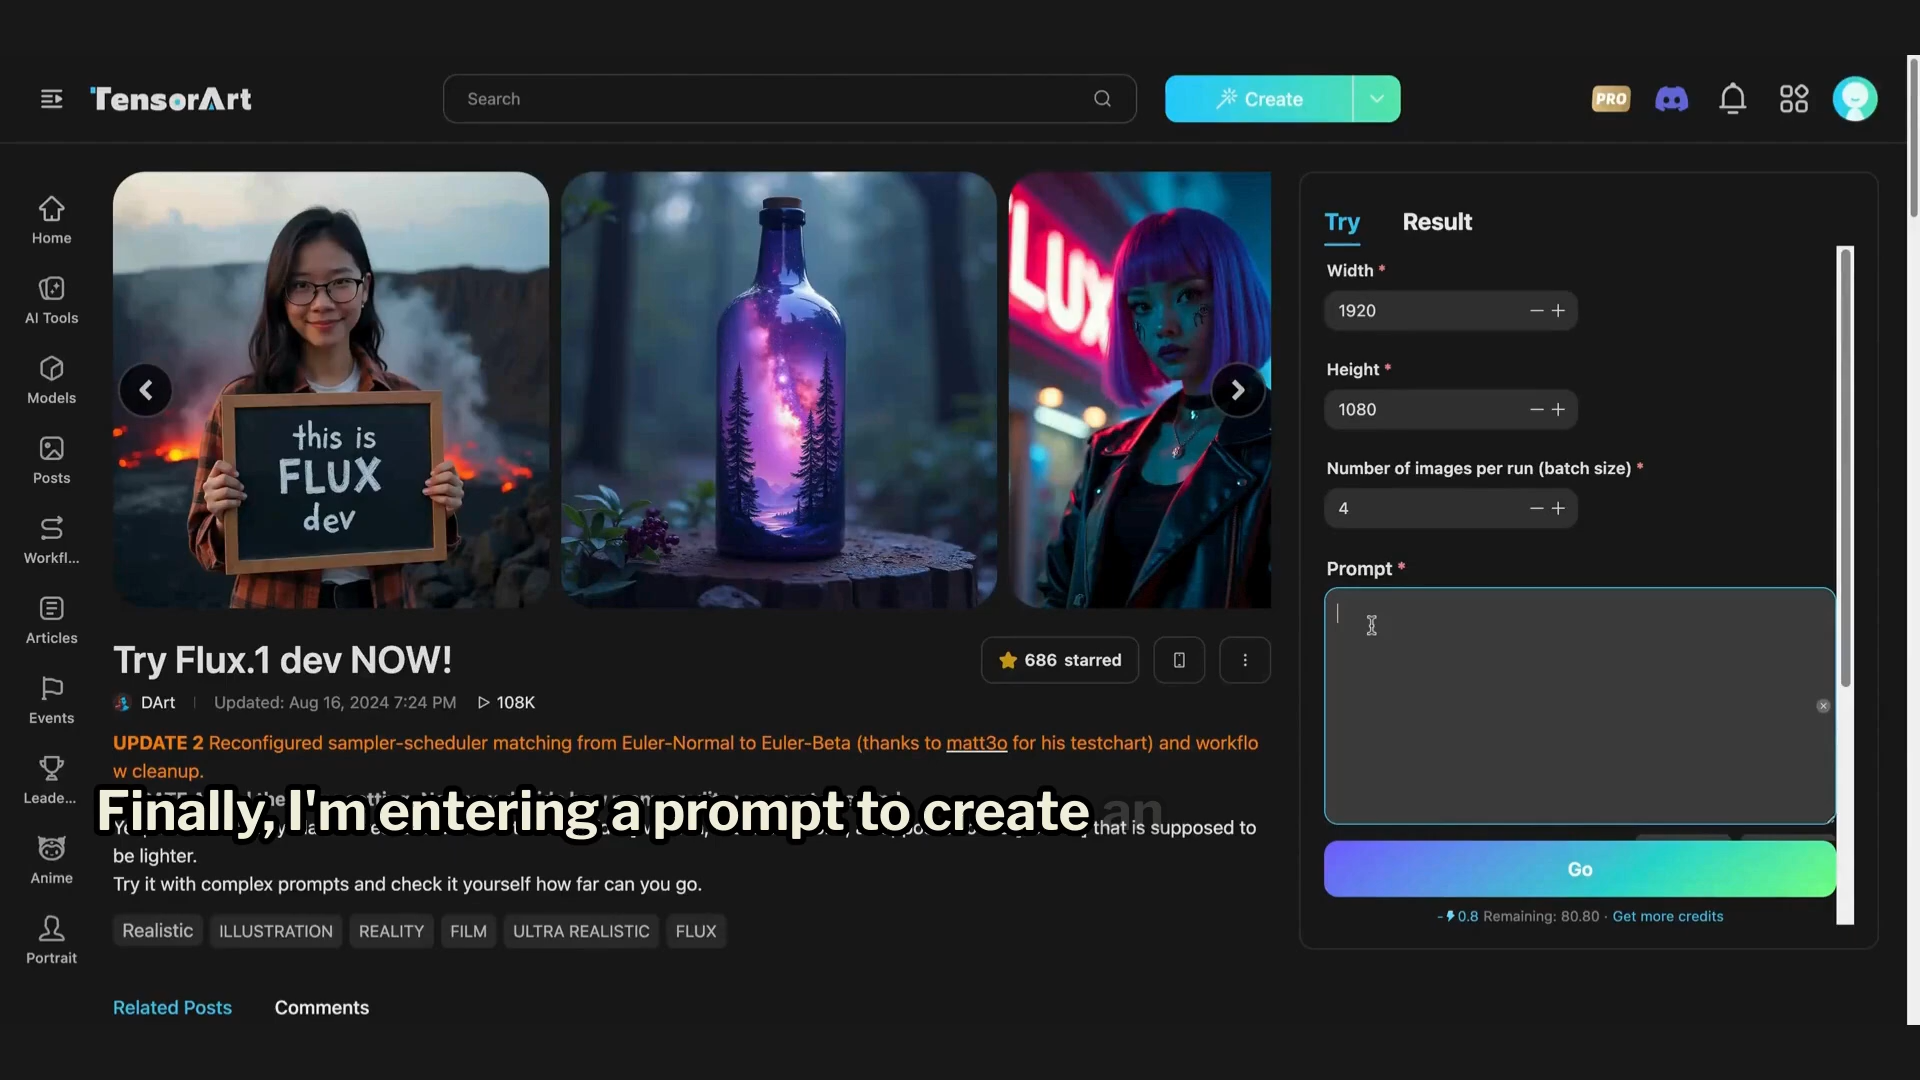 TensorArt
Search
Create
PRO
Home
AI Tools
Models
Posts
Workfl...
Articles
Events
Leade...
Anime
Portrait
this is
FLUX
dev
LUX
Try Flux.1 dev NOW!
686 starred
DArt
Updated: Aug 16, 2024 7:24 PM
108K
UPDATE 2 Reconfigured sampler-scheduler matching from Euler-Normal to Euler-Beta (thanks to matt3o for his testchart) and workflo
w cleanup.
Finally, I'm entering a prompt to create an
that is supposed to
be lighter.
Try it with complex prompts and check it yourself how far can you go.
Realistic
ILLUSTRATION
REALITY
FILM
ULTRA REALISTIC
FLUX
Related Posts
Comments
Try
Result
Width *
1920
Height *
1080
Number of images per run (batch size) *
4
Prompt *
Go
-0.8 Remaining: 80.80 · Get more credits